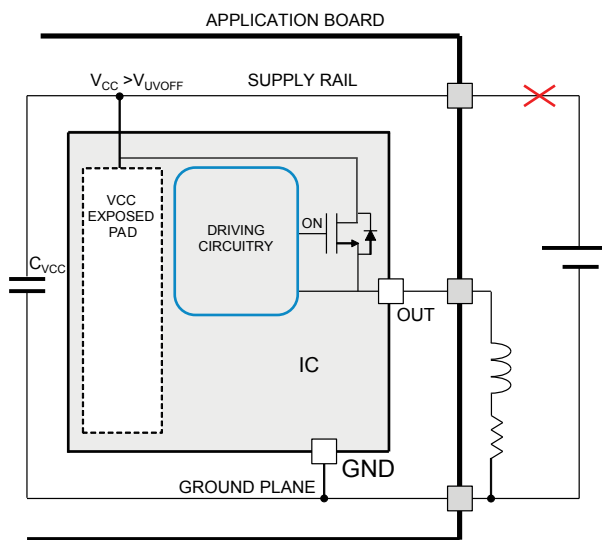 APPLICATION BOARD
VCC >VUVOFF
SUPPLY RAIL
VCC
EXPOSED
PAD
DRIVING
CIRCUITRY
ON
CVCC
OUT
IC
GND
GROUND PLANE